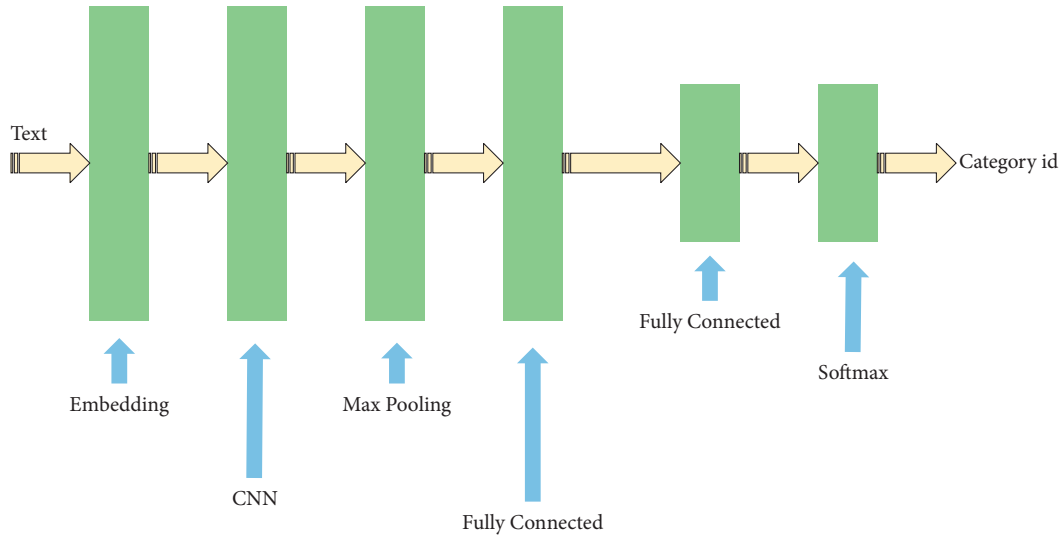 Text
Category id
Fully Connected
Softmax
Embedding
Max Pooling
CNN
Fully Connected